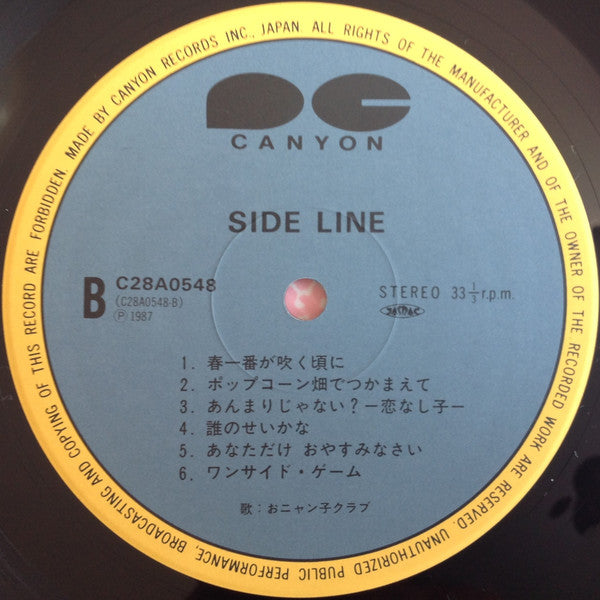 MADE BY CANYON RECORDS INC., JAPAN. ALL RIGHTS OF THE MANUFACTURER AND OF THE OWNER OF THE RECORDED WORK ARE RESERVED. UNAUTHORIZED PUBLIC PERFORMANCE, BROADCASTING AND COPYING OF THIS RECORD ARE FORBIDDEN.
CANYON
SIDE LINE
B
C28A0548
(C28A0548-B)
Ⓟ 1987
STEREO 33 1/3 r.p.m.
JASRAC
1. 春一番が吹く頃に
2. ポップコーン畑でつかまえて
3. あんまりじゃない?ー恋なし子ー
4. 誰のせいかな
5. あなただけ おやすみなさい
6. ワンサイド・ゲーム
歌:おニャン子クラブ